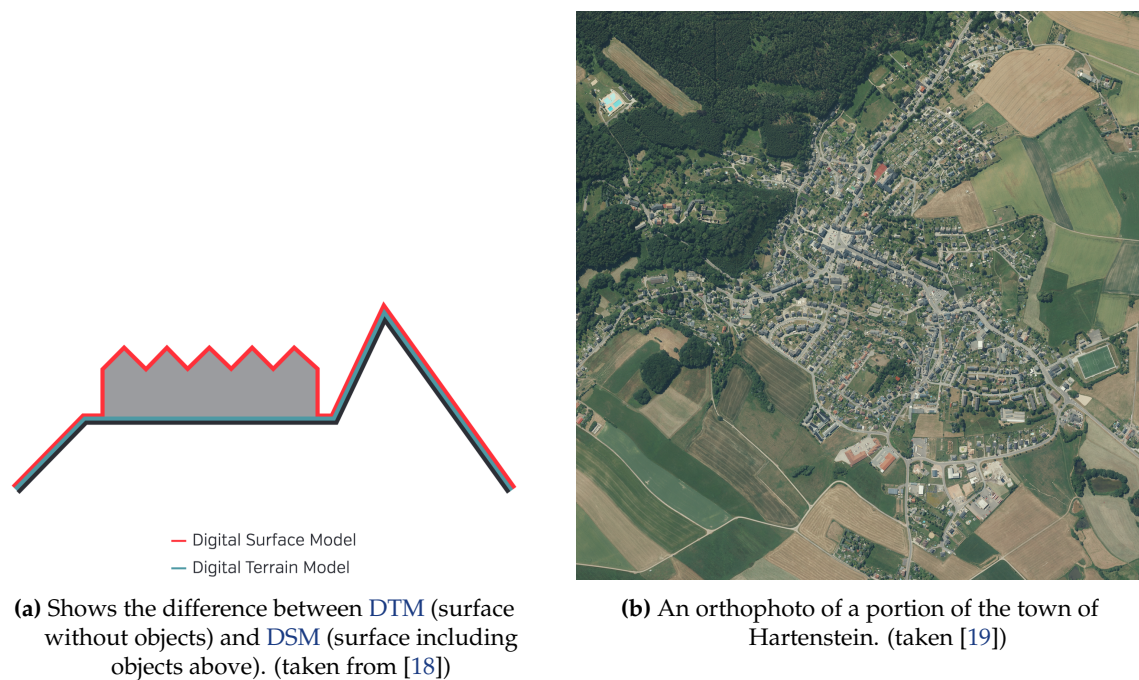 Digital Surface Model
Digital Terrain Model
(a) Shows the difference between DTM (surface
without objects) and DSM (surface including
objects above). (taken from [18])
(b) An orthophoto of a portion of the town of
Hartenstein. (taken [19])